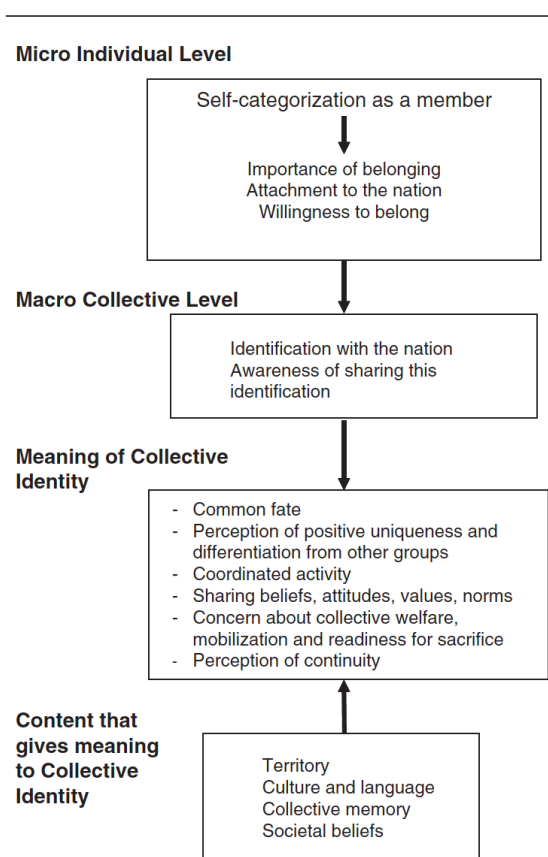 Micro Individual Level
Self-categorization as a member
Importance of belonging
Attachment to the nation
Willingness to belong
Macro Collective Level
Identification with the nation
Awareness of sharing this
identification
Meaning of Collective
Identity
- Common fate
- Perception of positive uniqueness and
differentiation from other groups
- Coordinated activity
- Sharing beliefs, attitudes, values, norms
- Concern about collective welfare,
mobilization and readiness for sacrifice
- Perception of continuity
Content that
gives meaning
to Collective
Identity
Territory
Culture and language
Collective memory
Societal beliefs